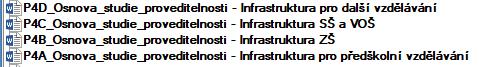 P4D_Osnova_studie_proveditelnosti - Infrastruktura pro další vzdělávání
P4C_Osnova_studie_proveditelnosti - Infrastruktura SŠ a VOŠ
P4B_Osnova_studie_proveditelnosti - Infrastruktura ZŠ
P4A_Osnova_studie_proveditelnosti - Infrastruktura pro předškolní vzdělávání